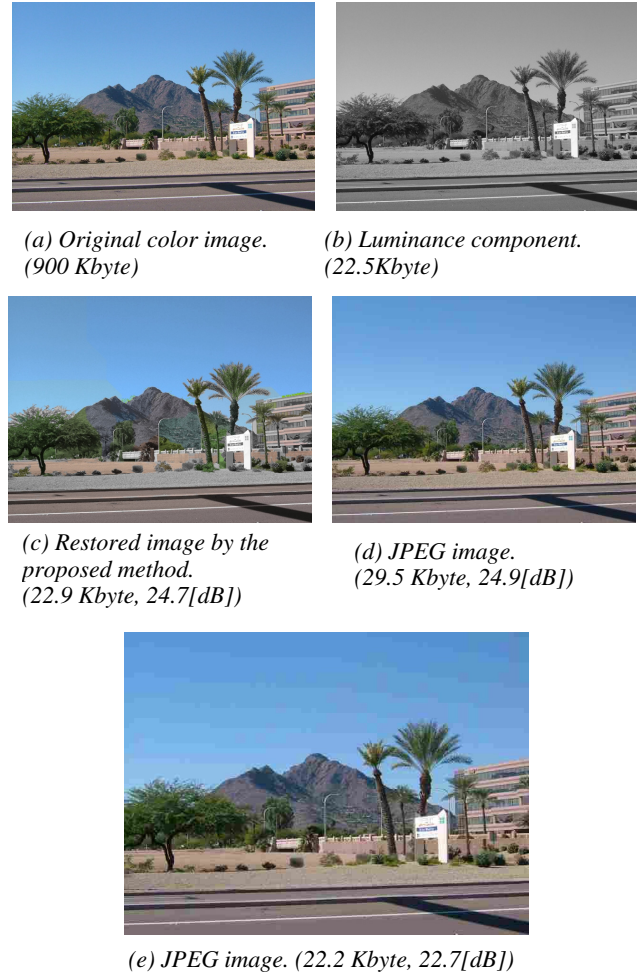 (a) Original color image.
(900 Kbyte)
(b) Luminance component.
(22.5Kbyte)
(c) Restored image by the
proposed method.
(22.9 Kbyte, 24.7[dB])
(d) JPEG image.
(29.5 Kbyte, 24.9[dB])
(e) JPEG image. (22.2 Kbyte, 22.7[dB])